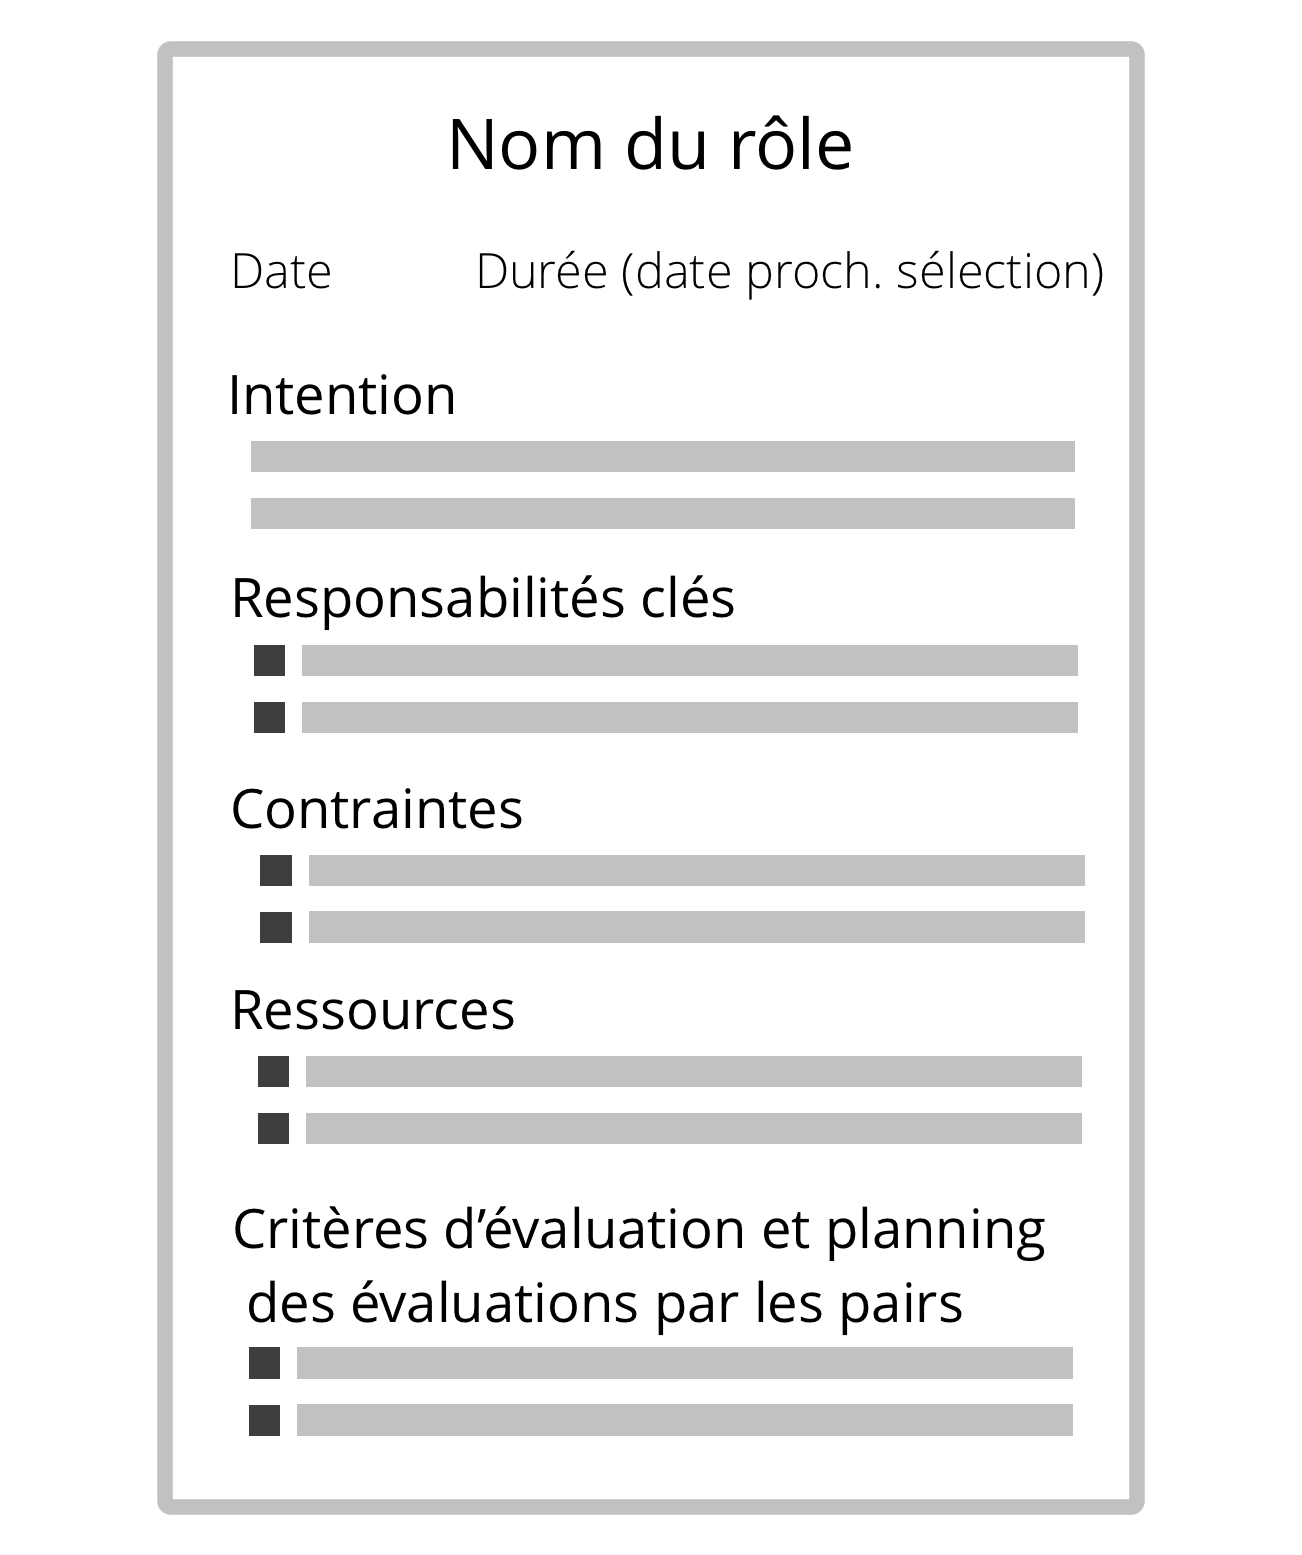 Nom du rôle
Date Durée (date proch. sélection)
Intention
Responsabilités clés
Contraintes
Ressources
Critères d’évaluation et planning
des évaluations par les pairs